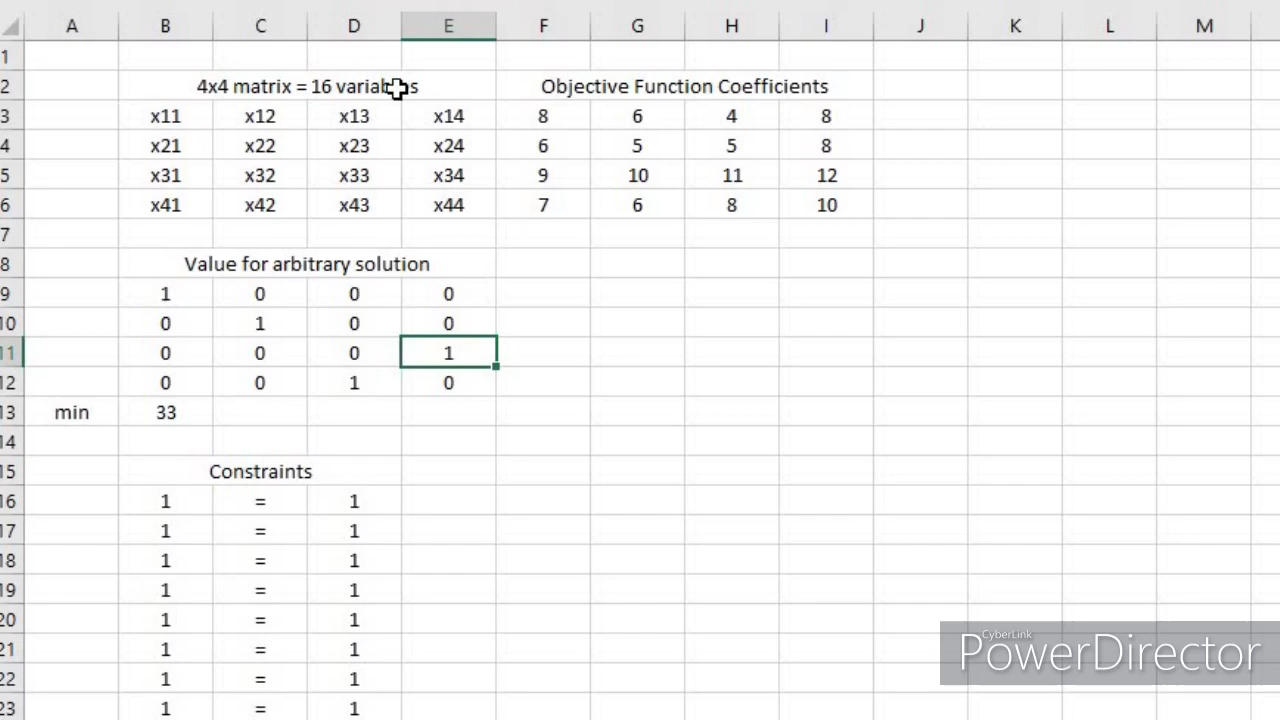 A B C D E F G H I J K L M
1
2 4x4 matrix = 16 variables Objective Function Coefficients
3 x11 x12 x13 x14 8 6 4 8
4 x21 x22 x23 x24 6 5 5 8
5 x31 x32 x33 x34 9 10 11 12
6 x41 x42 x43 x44 7 6 8 10
7
8 Value for arbitrary solution
9 1 0 0 0
10 0 1 0 0
11 0 0 0 1
12 0 0 1 0
13 min 33
14
15 Constraints
16 1 = 1
17 1 = 1
18 1 = 1
19 1 = 1
20 1 = 1
21 1 = 1
22 1 = 1
23 1 = 1
CyberLink
PowerDirector